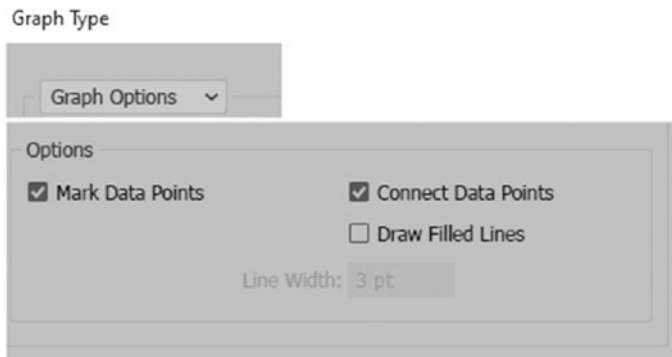 Graph Type
Graph Options
Options
Mark Data Points
Connect Data Points
Draw Filled Lines
Line Width: 3 pt